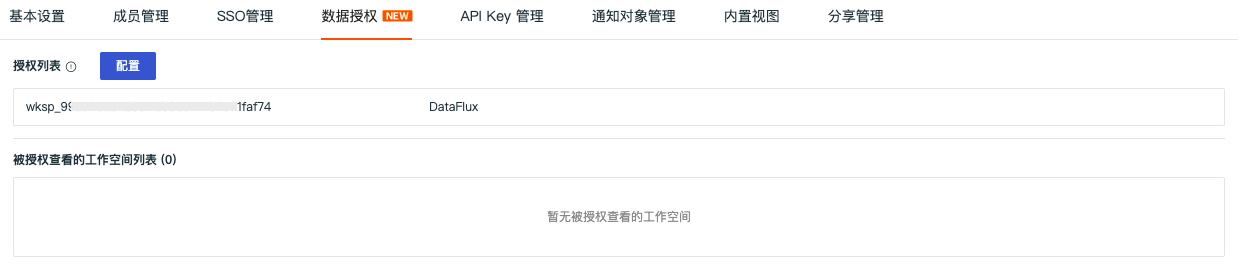 基本设置 成员管理 SSO管理 数据授权 NEW API Key 管理 通知对象管理 内置视图 分享管理
授权列表 配置
wksp_99 1faf74 DataFlux
被授权查看的工作空间列表 (0)
暂无被授权查看的工作空间